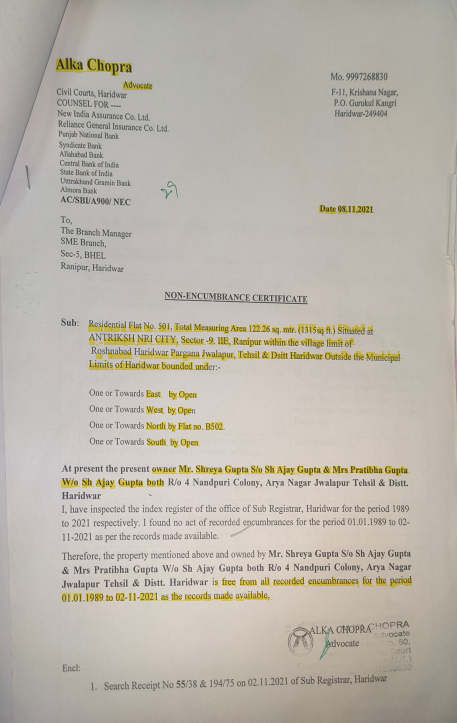 Alka Chopra
Advocate
Civil Courts, Haridwar
COUNSEL FOR ----
New India Assurance Co. Ltd.
Reliance General Insurance Co. Ltd.
Punjab National Bank
Syndicate Bank
Allahabad Bank
Central Bank of India
State Bank of India
Uttrakhand Gramin Bank
Almora Bank
AC/SBI/A900/ NEC
Mo. 9997268830
F-11, Krishana Nagar,
P.O. Gurukul Kangri
Haridwar-249404
Date 08.11.2021
To,
The Branch Manager
SME Branch,
Sec-5, BHEL
Ranipur, Haridwar
NON-ENCUMBRANCE CERTIFICATE
Sub: Residential Flat No. 501, Total Measuring Area 122.26 sq. mtr. (1315sq ft.) Situated at
ANTRIKSH NRI CITY, Sector -9, IIE, Ranipur within the village limit of
Roshnabad Haridwar Pargana Jwalapur, Tehsil & Dsitt Haridwar Outside the Municipal
Limits of Haridwar bounded under:-
One or Towards East by Open
One or Towards West by Open
One or Towards North by Flat no. B502
One or Towards South by Open
At present the present owner Mr. Shreya Gupta S/o Sh Ajay Gupta & Mrs Pratibha Gupta
W/o Sh Ajay Gupta both R/o 4 Nandpuri Colony, Arya Nagar Jwalapur Tehsil & Distt.
Haridwar
I, have inspected the index register of the office of Sub Registrar, Haridwar for the period 1989
to 2021 respectively. I found no act of recorded encumbrances for the period 01.01.1989 to 02-
11-2021 as per the records made available.
Therefore, the property mentioned above and owned by Mr. Shreya Gupta S/o Sh Ajay Gupta
& Mrs Pratibha Gupta W/o Sh Ajay Gupta both R/o 4 Nandpuri Colony, Arya Nagar
Jwalapur Tehsil & Distt. Haridwar is free from all recorded encumbrances for the period
01.01.1989 to 02-11-2021 as the records made available.
ALKA CHOPRA
Advocate
CHOPRA
Advocate
Encl:
1. Search Receipt No 55/38 & 194/75 on 02.11.2021 of Sub Registrar, Haridwar